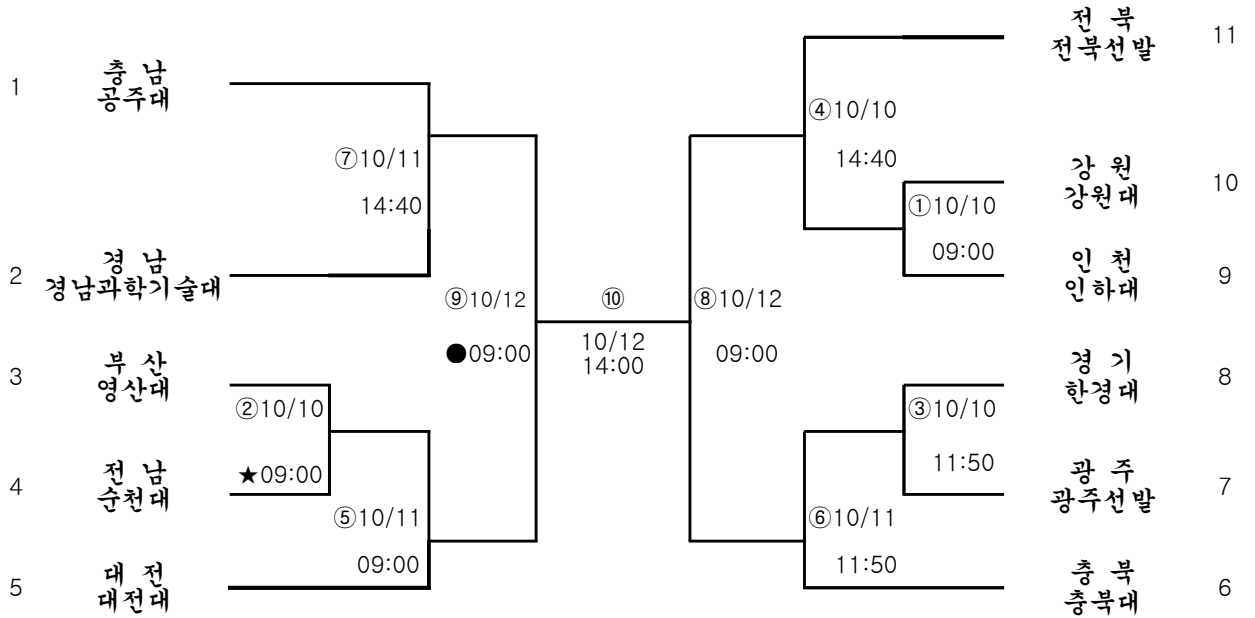 1 충 남
공주대
⑦10/11
14:40
2 경 남
경남과학기술대
⑨10/12
●09:00
3 부 산
영산대
②10/10
★09:00
4 전 남
순천대
⑤10/11
09:00
5 대 전
대전대
⑩
10/12
14:00
전 북
전북선발 11
④10/10
14:40
강 원
강원대 10
①10/10
09:00
인 천
인하대 9
⑧10/12
09:00
경 기
한경대 8
③10/10
11:50
광 주
광주선발 7
⑥10/11
11:50
충 북
충북대 6